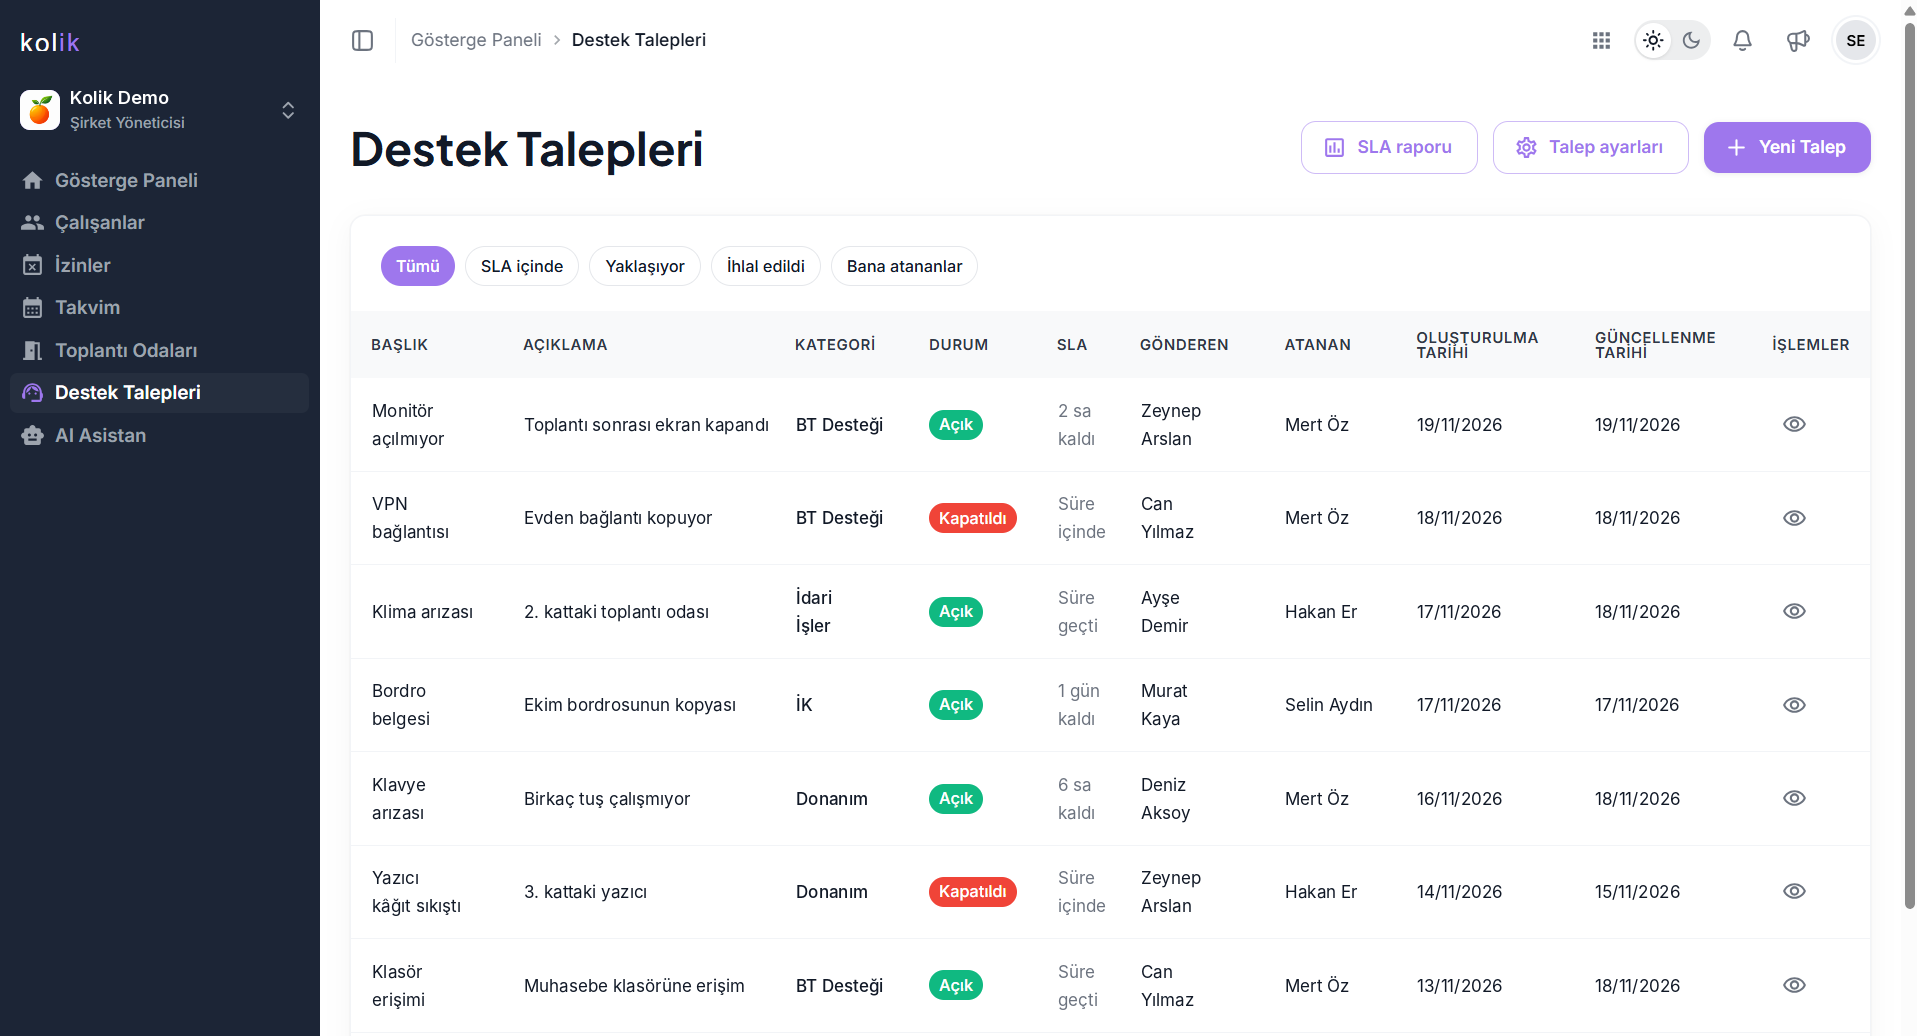 kolik
Kolik Demo
Şirket Yöneticisi
Gösterge Paneli
Çalışanlar
İzinler
Takvim
Toplantı Odaları
Destek Talepleri
AI Asistan
Gösterge Paneli > Destek Talepleri
SE
Destek Talepleri
SLA raporu
Talep ayarları
Yeni Talep
Tümü
SLA içinde
Yaklaşıyor
İhlal edildi
Bana atananlar
BAŞLIK AÇIKLAMA KATEGORİ DURUM SLA GÖNDEREN ATANAN OLUŞTURULMA TARİHİ GÜNCELLENME TARİHİ İŞLEMLER
Monitör açılmıyor Toplantı sonrası ekran kapandı BT Desteği Açık 2 sa kaldı Zeynep Arslan Mert Öz 19/11/2026 19/11/2026
VPN bağlantısı Evden bağlantı kopuyor BT Desteği Kapatıldı Süre içinde Can Yılmaz Mert Öz 18/11/2026 18/11/2026
Klima arızası 2. kattaki toplantı odası İdari İşler Açık Süre geçti Ayşe Demir Hakan Er 17/11/2026 18/11/2026
Bordro belgesi Ekim bordrosunun kopyası İK Açık 1 gün kaldı Murat Kaya Selin Aydın 17/11/2026 17/11/2026
Klavye arızası Birkaç tuş çalışmıyor Donanım Açık 6 sa kaldı Deniz Aksoy Mert Öz 16/11/2026 18/11/2026
Yazıcı kâğıt sıkıştı 3. kattaki yazıcı Donanım Kapatıldı Süre içinde Zeynep Arslan Hakan Er 14/11/2026 15/11/2026
Klasör erişimi Muhasebe klasörüne erişim BT Desteği Açık Süre geçti Can Yılmaz Mert Öz 13/11/2026 18/11/2026